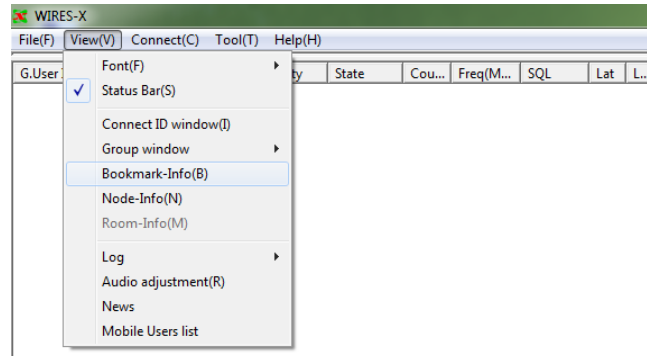 WIRES-X
File(F) View(V) Connect(C) Tool(T) Help(H)
G.User ty State Cou... Freq(M... SQL Lat L...
Font(F)
Status Bar(S)
Connect ID window(I)
Group window
Bookmark-Info(B)
Node-Info(N)
Room-Info(M)
Log
Audio adjustment(R)
News
Mobile Users list